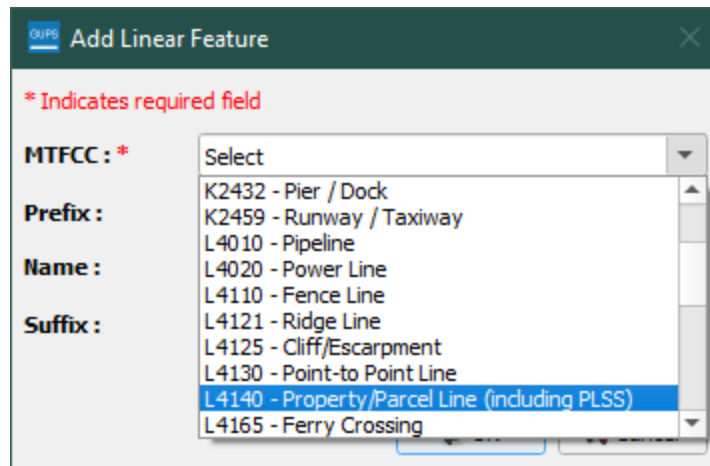 GUPS Add Linear Feature
* Indicates required field
MTFCC : * Select
K2432 - Pier / Dock
Prefix :
K2459 - Runway / Taxiway
L4010 - Pipeline
Name :
L4020 - Power Line
L4110 - Fence Line
Suffix :
L4121 - Ridge Line
L4125 - Cliff/Escarpment
L4130 - Point-to Point Line
L4140 - Property/Parcel Line (including PLSS)
L4165 - Ferry Crossing